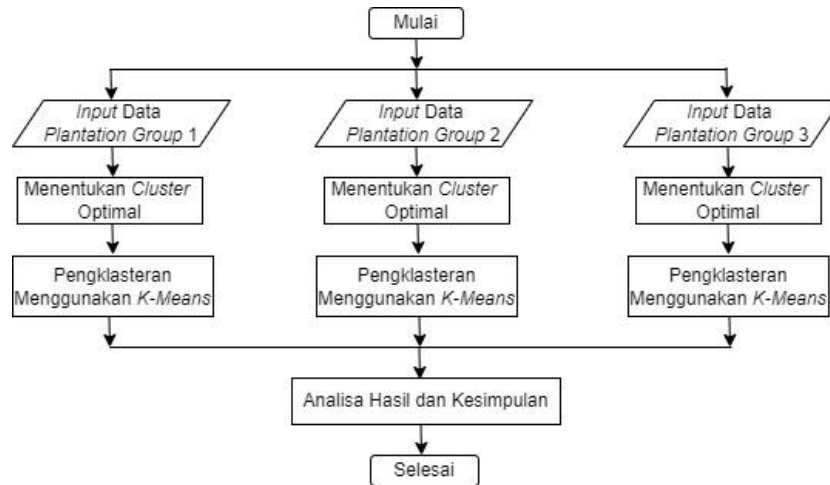 Mulai
Input Data
Plantation Group 1
Input Data
Plantation Group 2
Input Data
Plantation Group 3
Menentukan Cluster
Optimal
Menentukan Cluster
Optimal
Menentukan Cluster
Optimal
Pengklasteran
Menggunakan K-Means
Pengklasteran
Menggunakan K-Means
Pengklasteran
Menggunakan K-Means
Analisa Hasil dan Kesimpulan
Selesai